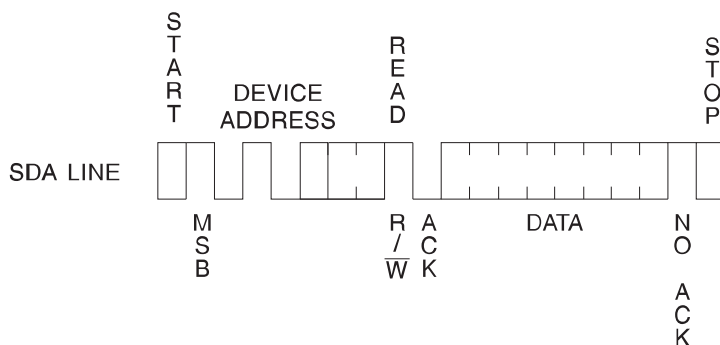 START
READ
STOP
DEVICE
ADDRESS
SDA LINE
MSB
R/W
ACK
DATA
NO ACK